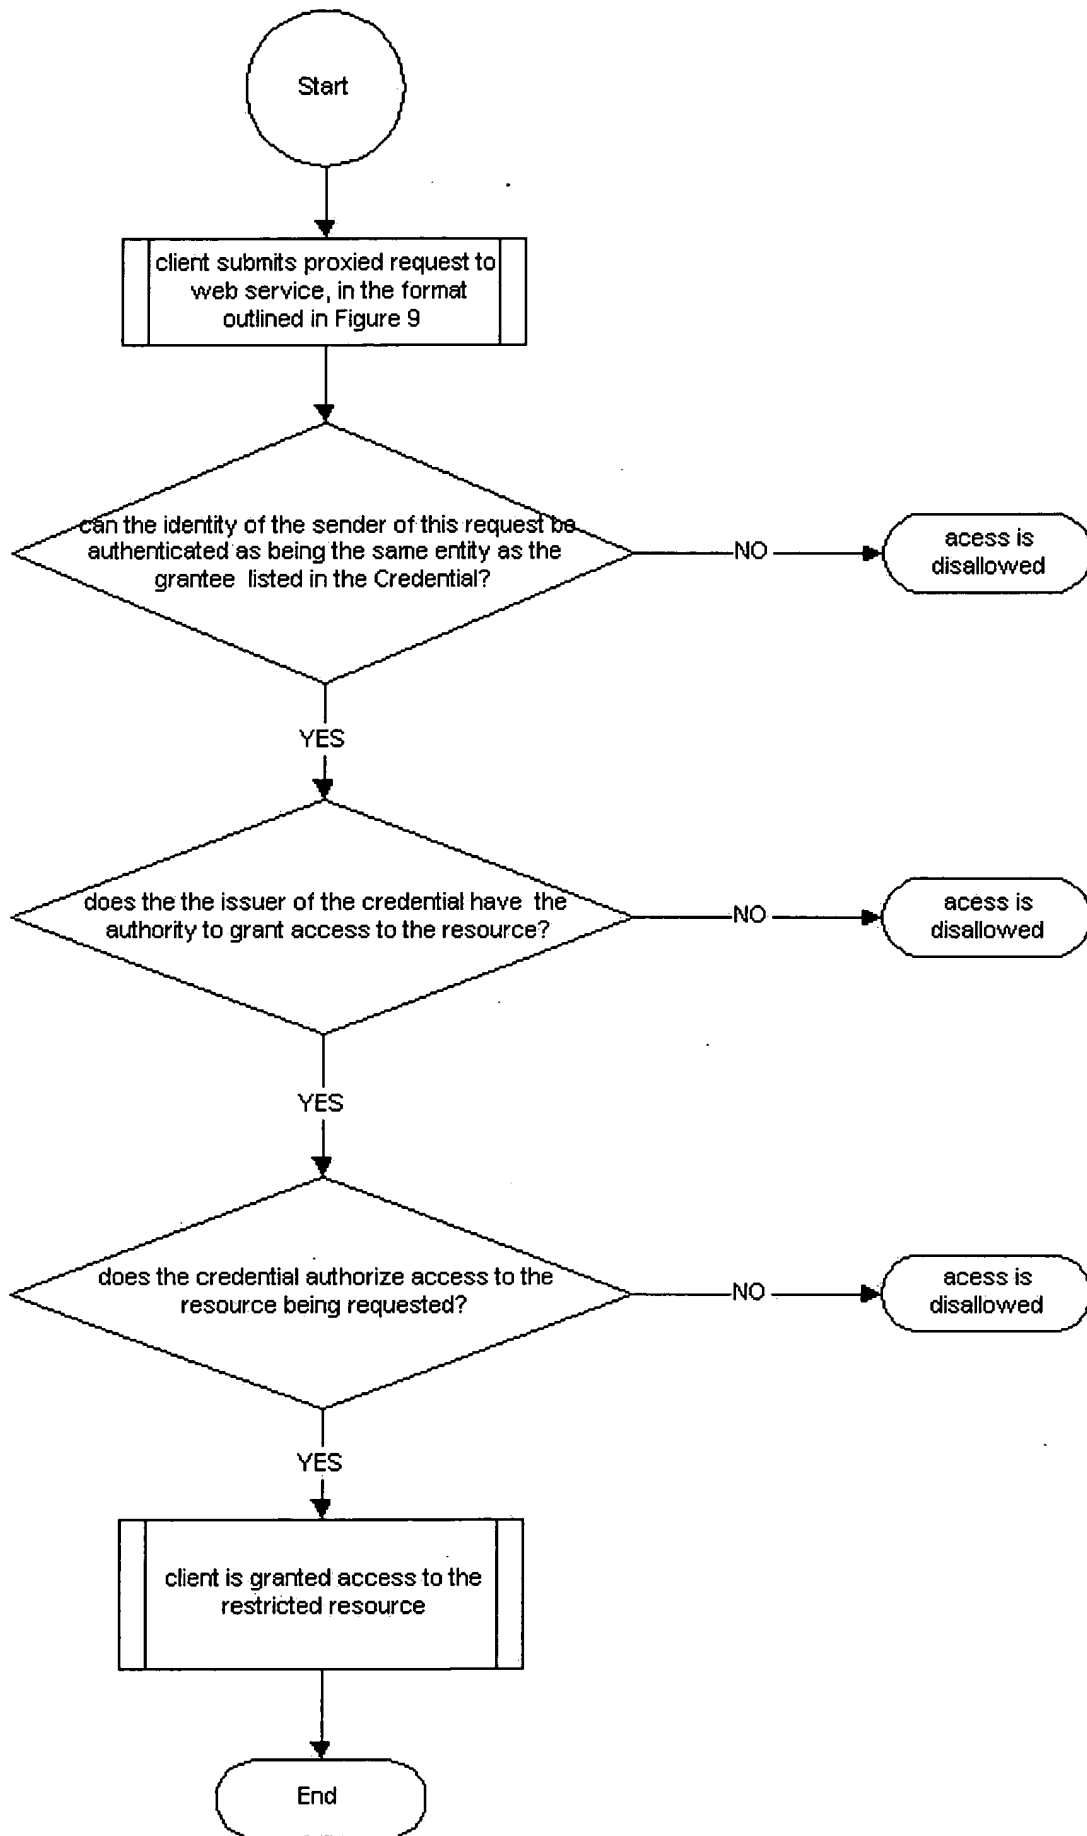 Start
client submits proxied request to
web service, in the format
outlined in Figure 9
can the identity of the sender of this request be
authenticated as being the same entity as the
grantee listed in the Credential?
NO
acess is
disallowed
YES
does the the issuer of the credential have the
authority to grant access to the resource?
NO
acess is
disallowed
YES
does the credential authorize access to the
resource being requested?
NO
acess is
disallowed
YES
client is granted access to the
restricted resource
End